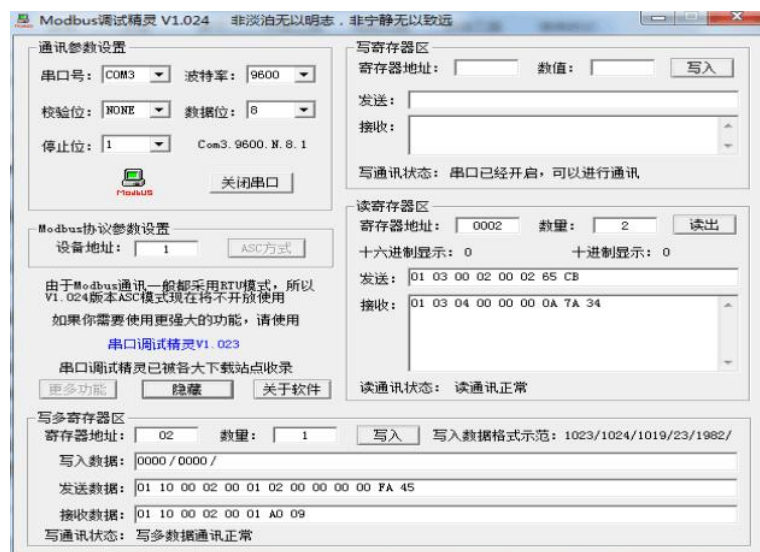 Modbus调试精灵 V1.024 非淡泊无以明志．非宁静无以致远
通讯参数设置
串口号： COM3 波特率： 9600
校验位： NONE 数据位： 8
停止位： 1 Com3.9600.N.8.1
ModbUS
关闭串口
Modbus协议参数设置
设备地址： 1 ASC方式
由于Modbus通讯一般都采用RTU模式，所以
V1.024版本ASC模式现在将不开放使用
如果你需要使用更强大的功能，请使用
串口调试精灵V1.023
串口调试精灵已被各大下载站点收录
更多功能 隐藏 关于软件
写寄存器区
寄存器地址： 数值： 写入
发送：
接收：
写通讯状态： 串口已经开启，可以进行通讯
读寄存器区
寄存器地址： 0002 数量： 2 读出
十六进制显示： 0 十进制显示： 0
发送： 01 03 00 02 00 02 65 CB
接收： 01 03 04 00 00 00 0A 7A 34
读通讯状态： 读通讯正常
写多寄存器区
寄存器地址： 02 数量： 1 写入 写入数据格式示范：1023/1024/1019/23/1982/
写入数据： 0000/0000/
发送数据： 01 10 00 02 00 01 02 00 00 00 00 FA 45
接收数据： 01 10 00 02 00 01 A0 09
写通讯状态： 写多数据通讯正常